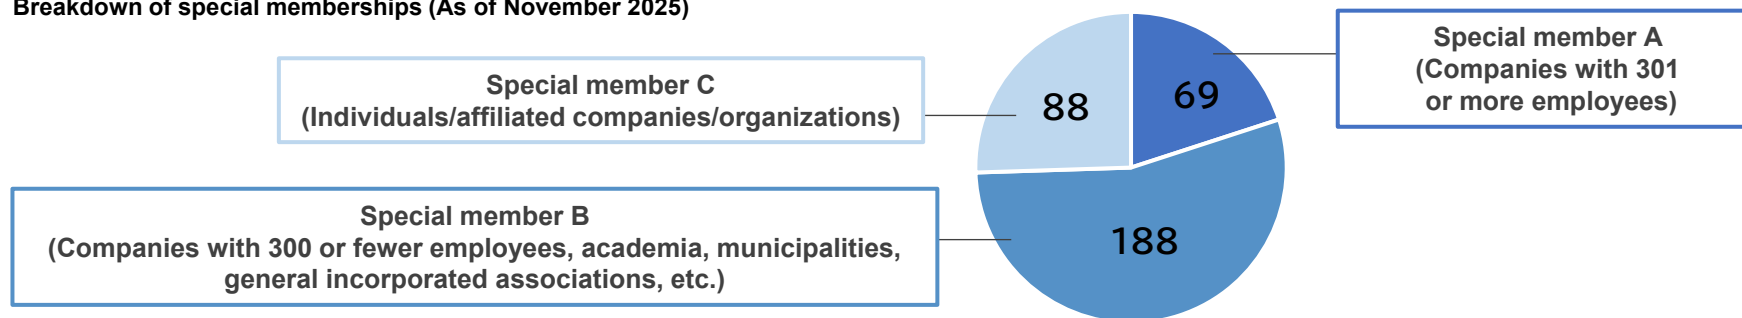 Breakdown of special memberships (As of November 2025)
Special member A
(Companies with 301
or more employees)
Special member C
(Individuals/affiliated companies/organizations)
88
69
Special member B
(Companies with 300 or fewer employees, academia, municipalities,
general incorporated associations, etc.)
188